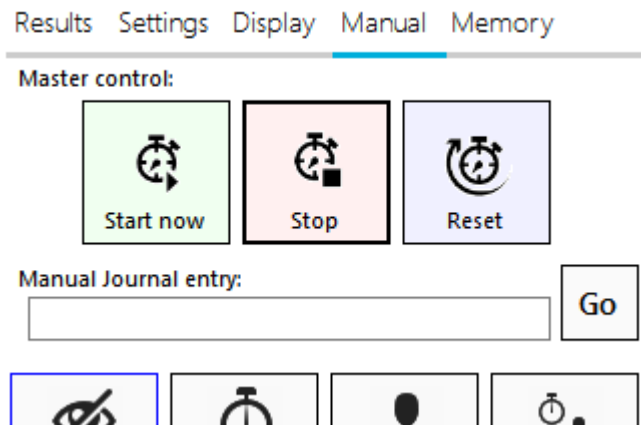 Results Settings Display Manual Memory
Master control:
Start now Stop Reset
Manual Journal entry:
Go